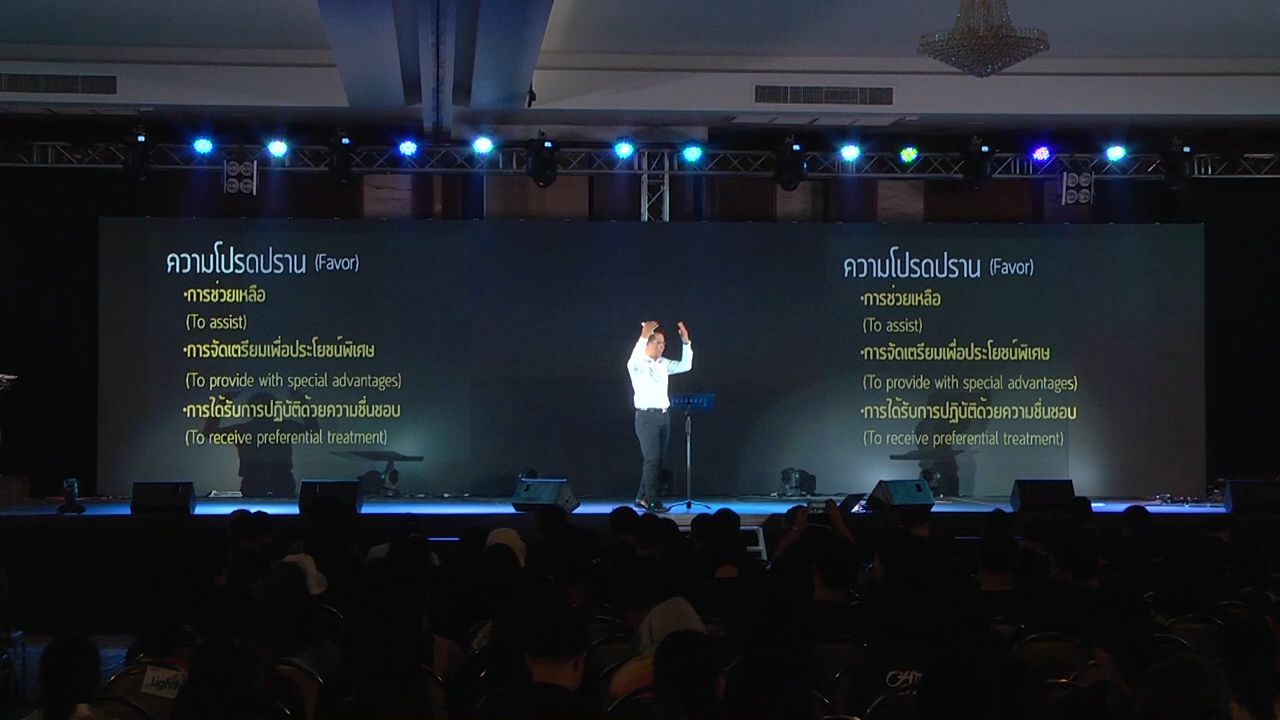 ความโปรดปราน (Favor)
•การช่วยเหลือ
(To assist)
•การจัดเตรียมเพื่อประโยชน์พิเศษ
(To provide with special advantages)
•การได้รับการปฏิบัติด้วยความชื่นชอบ
(To receive preferential treatment)
ความโปรดปราน (Favor)
•การช่วยเหลือ
(To assist)
•การจัดเตรียมเพื่อประโยชน์พิเศษ
(To provide with special advantages)
•การได้รับการปฏิบัติด้วยความชื่นชอบ
(To receive preferential treatment)